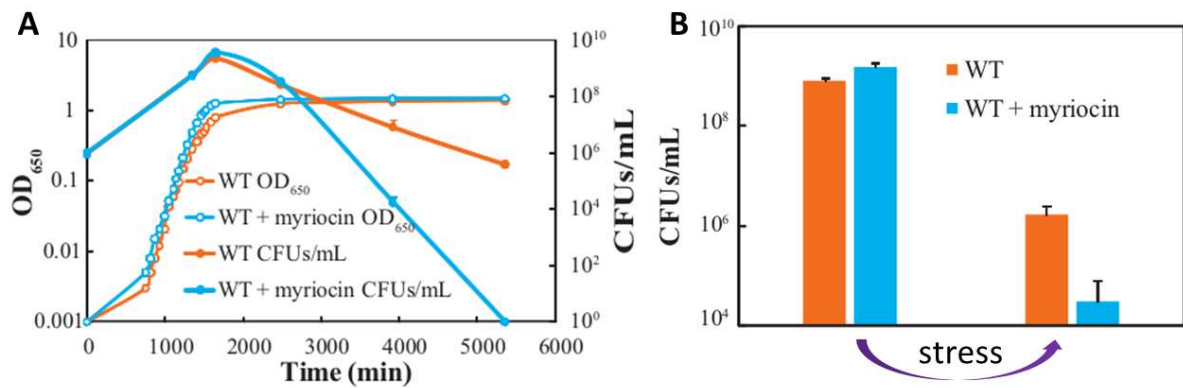 A
10
1
0.1
0.01
0.001
OD650
WT OD650
WT + myriocin OD650
WT CFUs/mL
WT + myriocin CFUs/mL
0
1000
2000
3000
4000
5000
6000
Time (min)
10^10
10^8
10^6
10^4
10^2
10^0
CFUs/mL
B
10^10
10^8
10^6
10^4
CFUs/mL
WT
WT + myriocin
stress